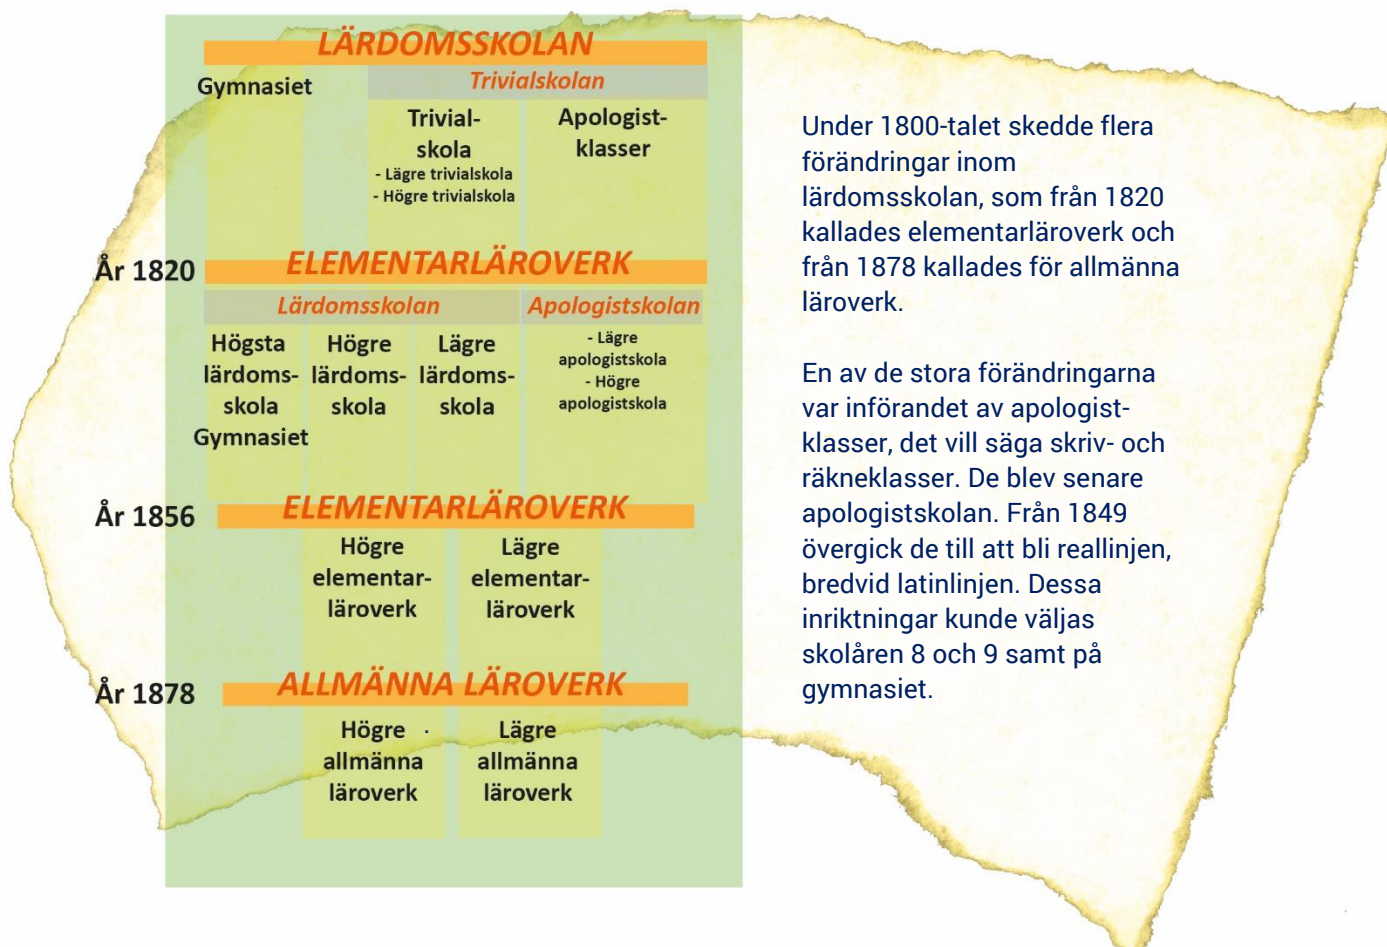 LÄRDOMSSKOLAN
Gymnasiet
Trivialskolan
Trivial-
skola
- Lägre trivialskola
- Högre trivialskola
Apologist-
klasser
År 1820
ELEMENTARLÄROVERK
Lärdomsskolan
Apologistskolan
Högsta
lärdoms-
skola
Gymnasiet
Högre
lärdoms-
skola
Lägre
lärdoms-
skola
- Lägre
apologistskola
- Högre
apologistskola
År 1856
ELEMENTARLÄROVERK
Högre
elementar-
läroverk
Lägre
elementar-
läroverk
År 1878
ALLMÄNNA LÄROVERK
Högre
allmänna
läroverk
Lägre
allmänna
läroverk
Under 1800-talet skedde flera
förändringar inom
lärdomsskolan, som från 1820
kallades elementarläroverk och
från 1878 kallades för allmänna
läroverk.
En av de stora förändringarna
var införandet av apologist-
klasser, det vill säga skriv- och
räkneklasser. De blev senare
apologistskolan. Från 1849
övergick de till att bli reallinjen,
bredvid latinlinjen. Dessa
inriktningar kunde väljas
skolåren 8 och 9 samt på
gymnasiet.